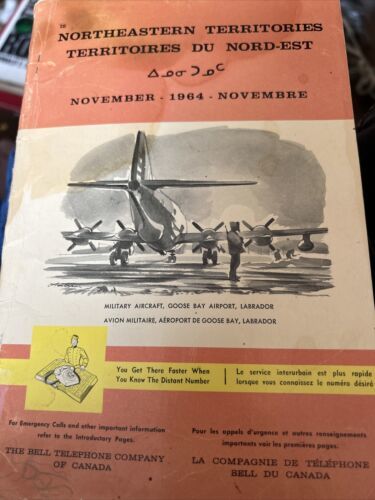 NORTHEASTERN TERRITORIES
TERRITOIRES DU NORD-EST
ᐃᓄᓂ ᑐᓄᑦ
NOVEMBER - 1964 - NOVEMBRE
MILITARY AIRCRAFT, GOOSE BAY AIRPORT, LABRADOR
AVION MILITAIRE, AÉROPORT DE GOOSE BAY, LABRADOR
You Get There Faster When
You Know The Distant Number
Le service interurbain est plus rapide
lorsque vous connaissez le numéro désiré
For Emergency Calls and other important information
refer to the Introductory Pages.
THE BELL TELEPHONE COMPANY
OF CANADA
Pour les appels d'urgence et autres renseignements
importants voir les premières pages.
LA COMPAGNIE DE TÉLÉPHONE
BELL DU CANADA